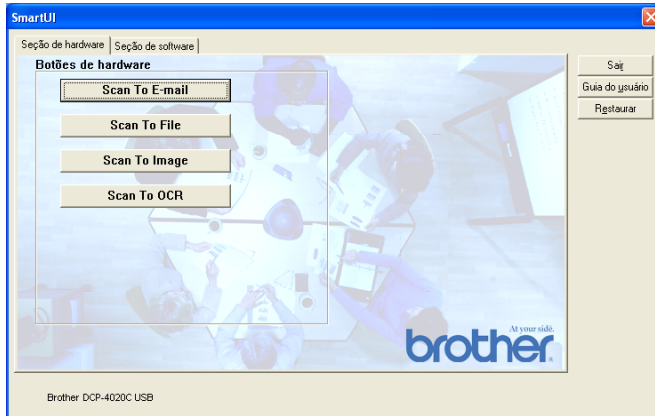 SmartUI
Seção de hardware Seção de software
Botões de hardware
Scan To E-mail
Scan To File
Scan To Image
Scan To OCR
Sair
Guia do usuário
Restaurar
At your side.
brother
Brother DCP-4020C USB